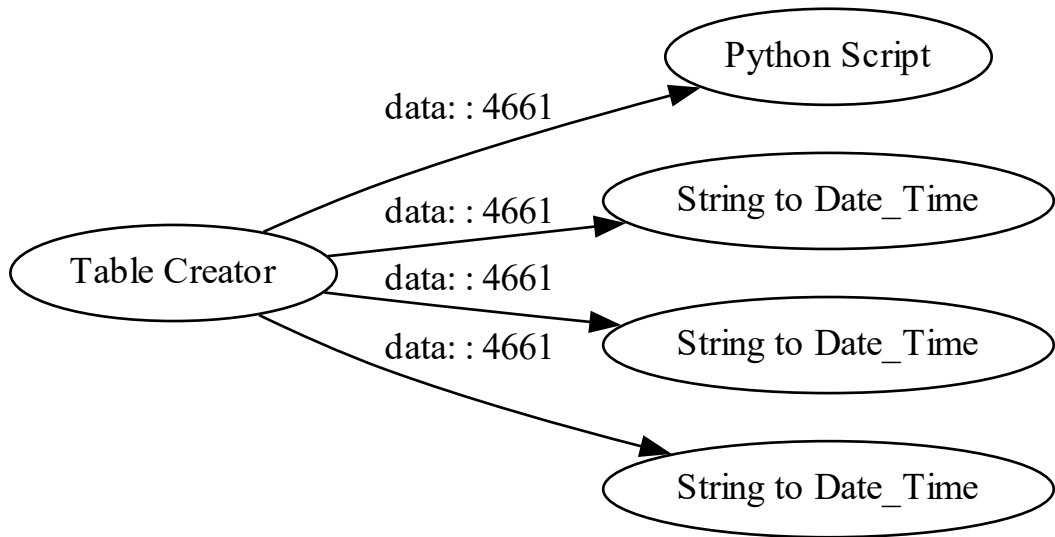 Python Script
data: : 4661
String to Date_Time
data: : 4661
Table Creator
data: : 4661
String to Date_Time
data: : 4661
String to Date_Time